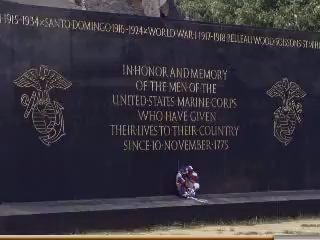 1915-1934★SANTO DOMINGO 1916-1924★WORLD WAR I 1917-1918 BELLEAU WOOD SOISSONS ST MIHI
IN HONOR AND MEMORY
OF THE MEN OF THE
UNITED STATES MARINE CORPS
WHO HAVE GIVEN
THEIR LIVES TO THEIR COUNTRY
SINCE 10 NOVEMBER 1775